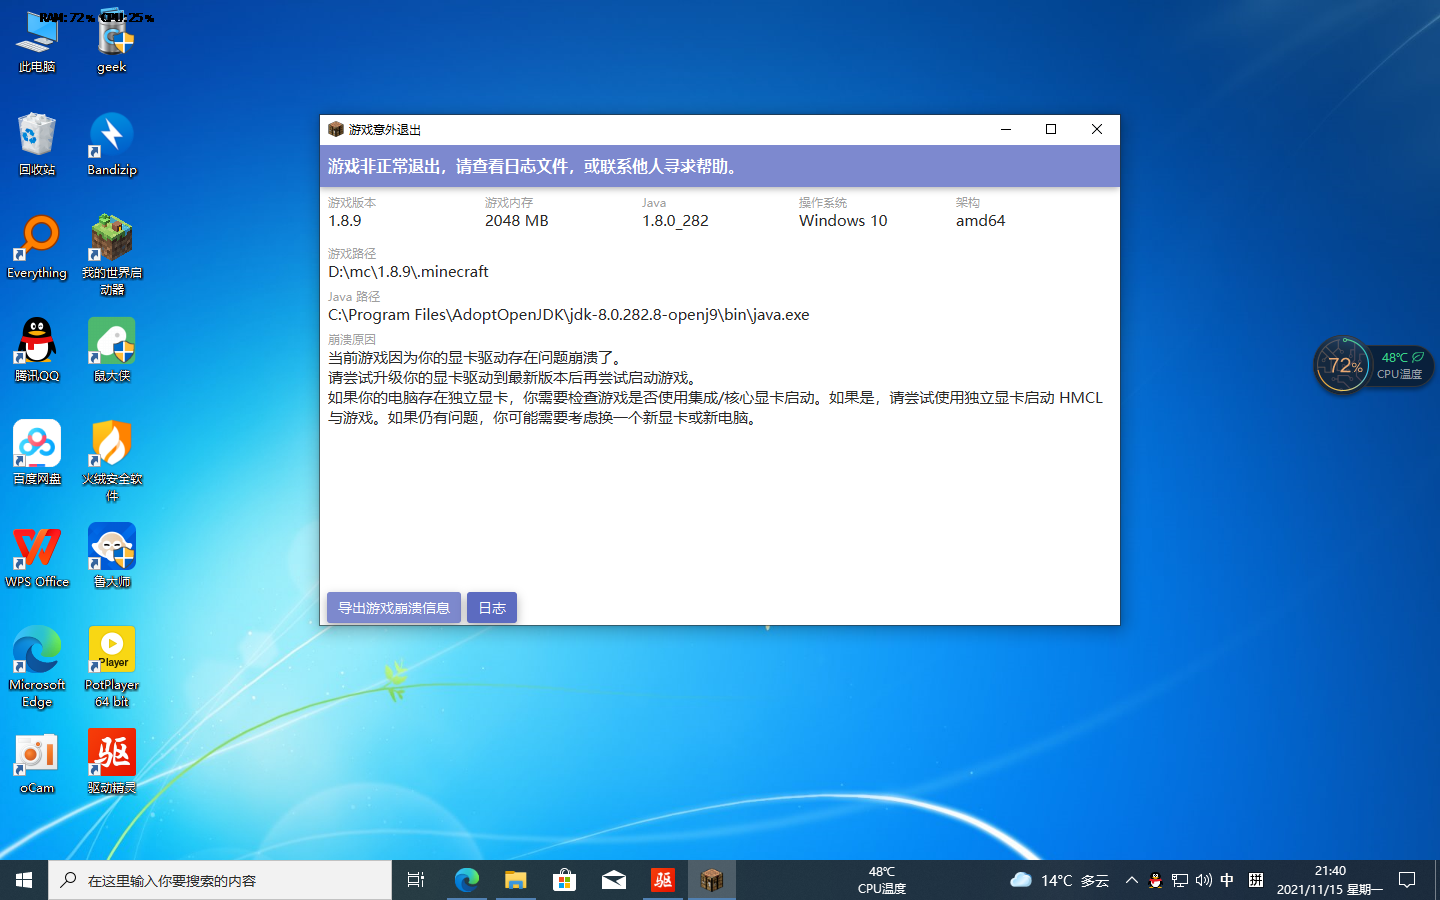 RAM: 72% CPU: 25%
此电脑
geek
回收站
Bandizip
Everything
我的世界启
动器
腾讯QQ
鼠大侠
百度网盘
火绒安全软
件
WPS Office
鲁大师
Microsoft
Edge
Player
PotPlayer
64 bit
oCam
驱
驱动精灵
游戏意外退出
游戏非正常退出，请查看日志文件，或联系他人寻求帮助。
游戏版本
1.8.9
游戏内存
2048 MB
Java
1.8.0_282
操作系统
Windows 10
架构
amd64
游戏路径
D:\mc\1.8.9\.minecraft
Java 路径
C:\Program Files\AdoptOpenJDK\jdk-8.0.282.8-openj9\bin\java.exe
崩溃原因
当前游戏因为你的显卡驱动存在问题崩溃了。
请尝试升级你的显卡驱动到最新版本后再尝试启动游戏。
如果你的电脑存在独立显卡，你需要检查游戏是否使用集成/核心显卡启动。如果是，请尝试使用独立显卡启动 HMCL
与游戏。如果仍有问题，你可能需要考虑换一个新显卡或新电脑。
导出游戏崩溃信息
日志
72%
48℃
CPU温度
在这里输入你要搜索的内容
驱
48℃
CPU温度
14°C 多云
中
拼
21:40
2021/11/15 星期一